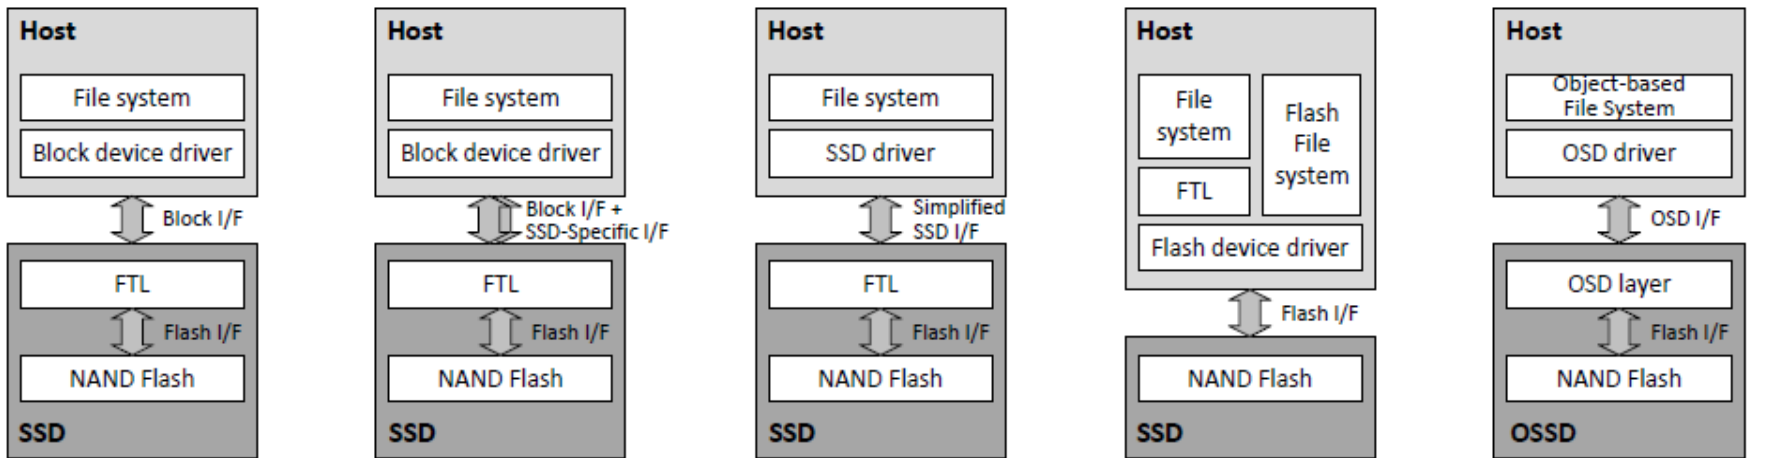 Host
File system
Block device driver
Block I/F
FTL
Flash I/F
NAND Flash
SSD
Host
File system
Block device driver
Block I/F +
SSD-Specific I/F
FTL
Flash I/F
NAND Flash
SSD
Host
File system
SSD driver
Simplified
SSD I/F
FTL
Flash I/F
NAND Flash
SSD
Host
File
system
FTL
Flash
File
system
Flash device driver
Flash I/F
NAND Flash
SSD
Host
Object-based
File System
OSD driver
OSD I/F
OSD layer
Flash I/F
NAND Flash
OSSD